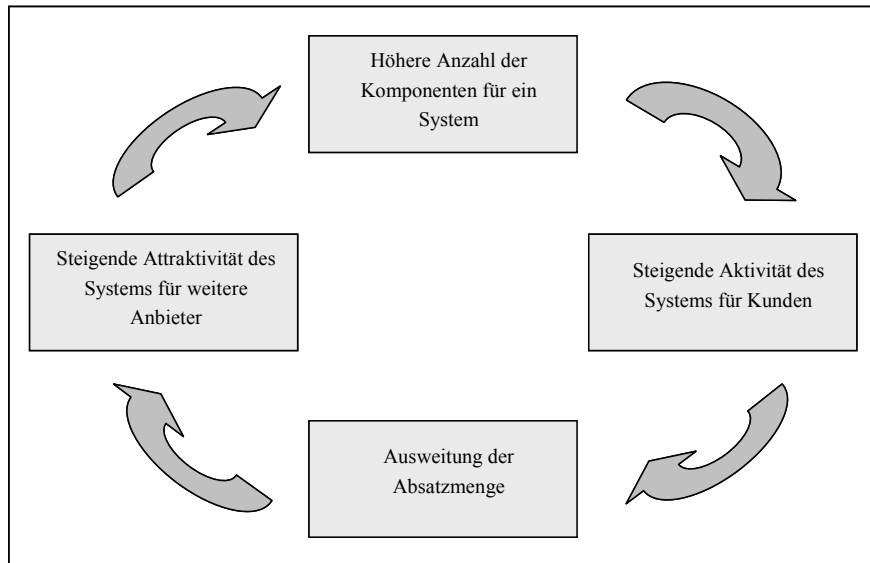 Höhere Anzahl der
Komponenten für ein
System
Steigende Attraktivität des
Systems für weitere
Anbieter
Steigende Aktivität des
Systems für Kunden
Ausweitung der
Absatzmenge